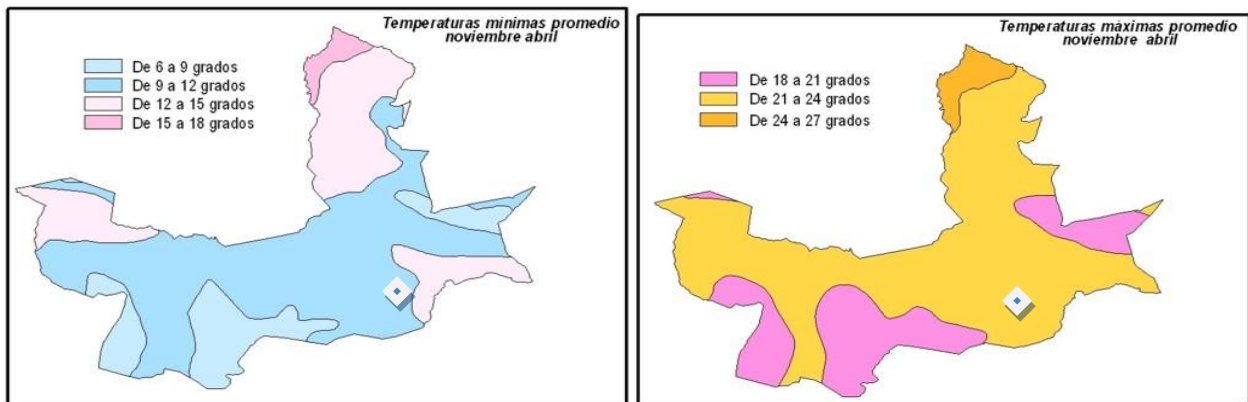 Temperaturas mínimas promedio
noviembre abril
De 6 a 9 grados
De 9 a 12 grados
De 12 a 15 grados
De 15 a 18 grados
Temperaturas máximas promedio
noviembre abril
De 18 a 21 grados
De 21 a 24 grados
De 24 a 27 grados